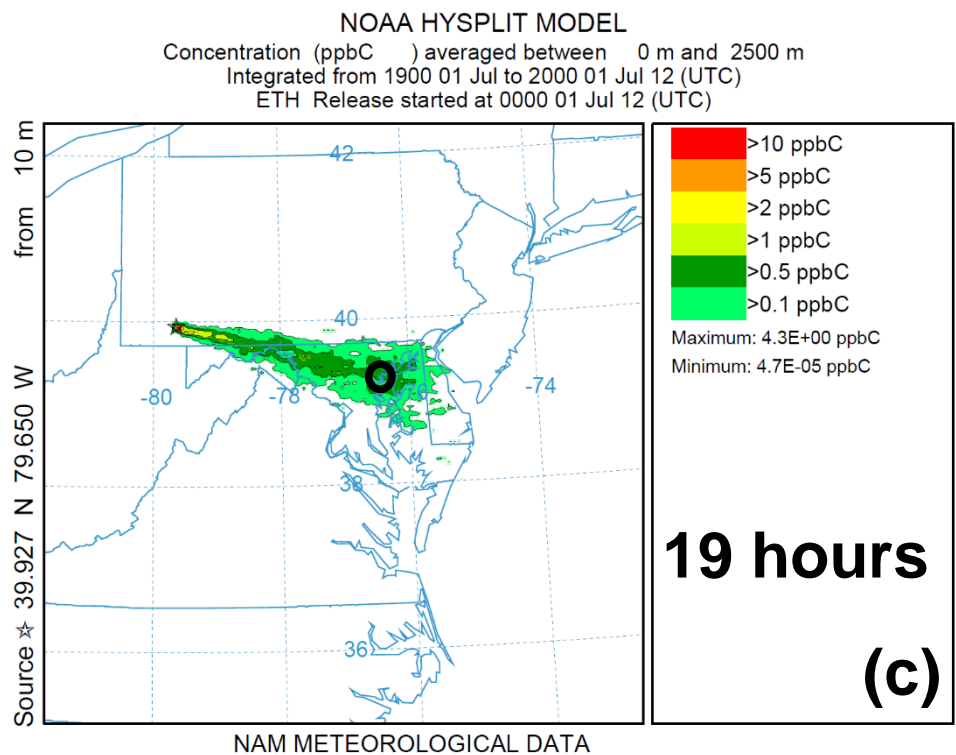 NOAA HYSPLIT MODEL
Concentration (ppbC ) averaged between 0 m and 2500 m
Integrated from 1900 01 Jul to 2000 01 Jul 12 (UTC)
ETH Release started at 0000 01 Jul 12 (UTC)
Source ☆ 39.927 N 79.650 W from 10 m
42
40
-80
-78
-74
38
36
>10 ppbC
>5 ppbC
>2 ppbC
>1 ppbC
>0.5 ppbC
>0.1 ppbC
Maximum: 4.3E+00 ppbC
Minimum: 4.7E-05 ppbC
19 hours
(c)
NAM METEOROLOGICAL DATA